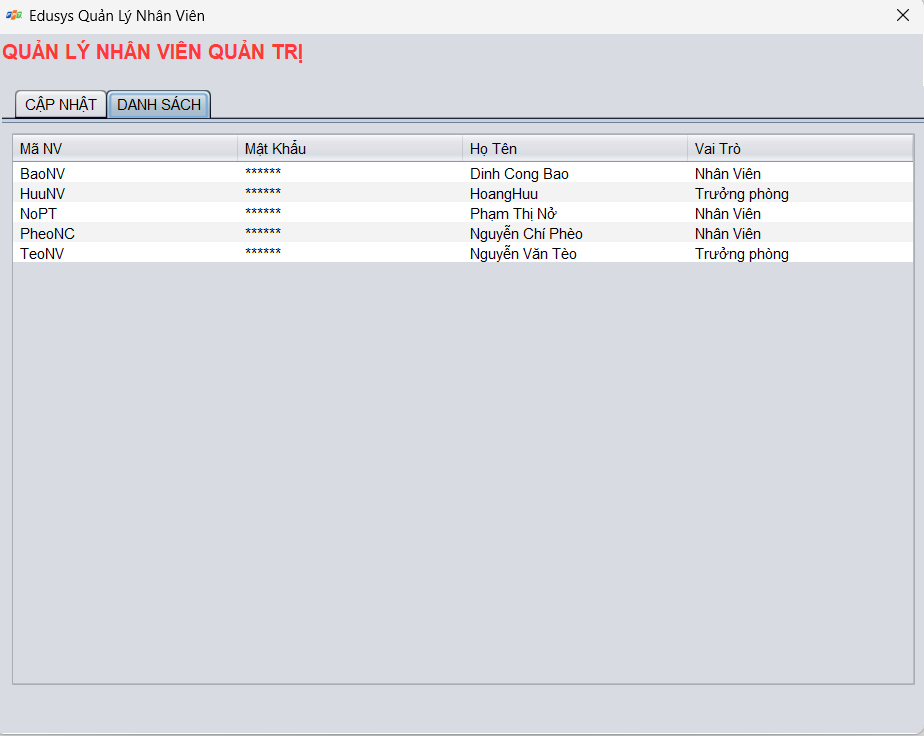 Edusys Quản Lý Nhân Viên
QUẢN LÝ NHÂN VIÊN QUẢN TRỊ
CẬP NHẬT DANH SÁCH
Mã NV Mật Khẩu Họ Tên Vai Trò
BaoNV ****** Dinh Cong Bao Nhân Viên
HuuNV ****** HoangHuu Trưởng phòng
NoPT ****** Phạm Thị Nở Nhân Viên
PheoNC ****** Nguyễn Chí Phèo Nhân Viên
TeoNV ****** Nguyễn Văn Tèo Trưởng phòng